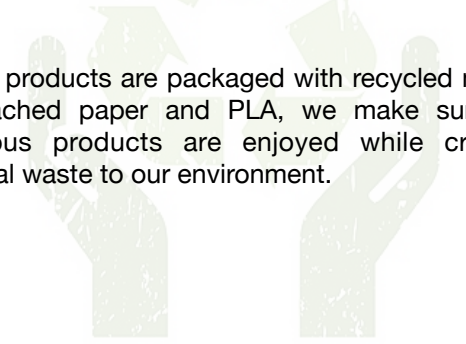 products are packaged with recycled
ached paper and PLA, we make su
ous products are enjoyed while cr
al waste to our environment.